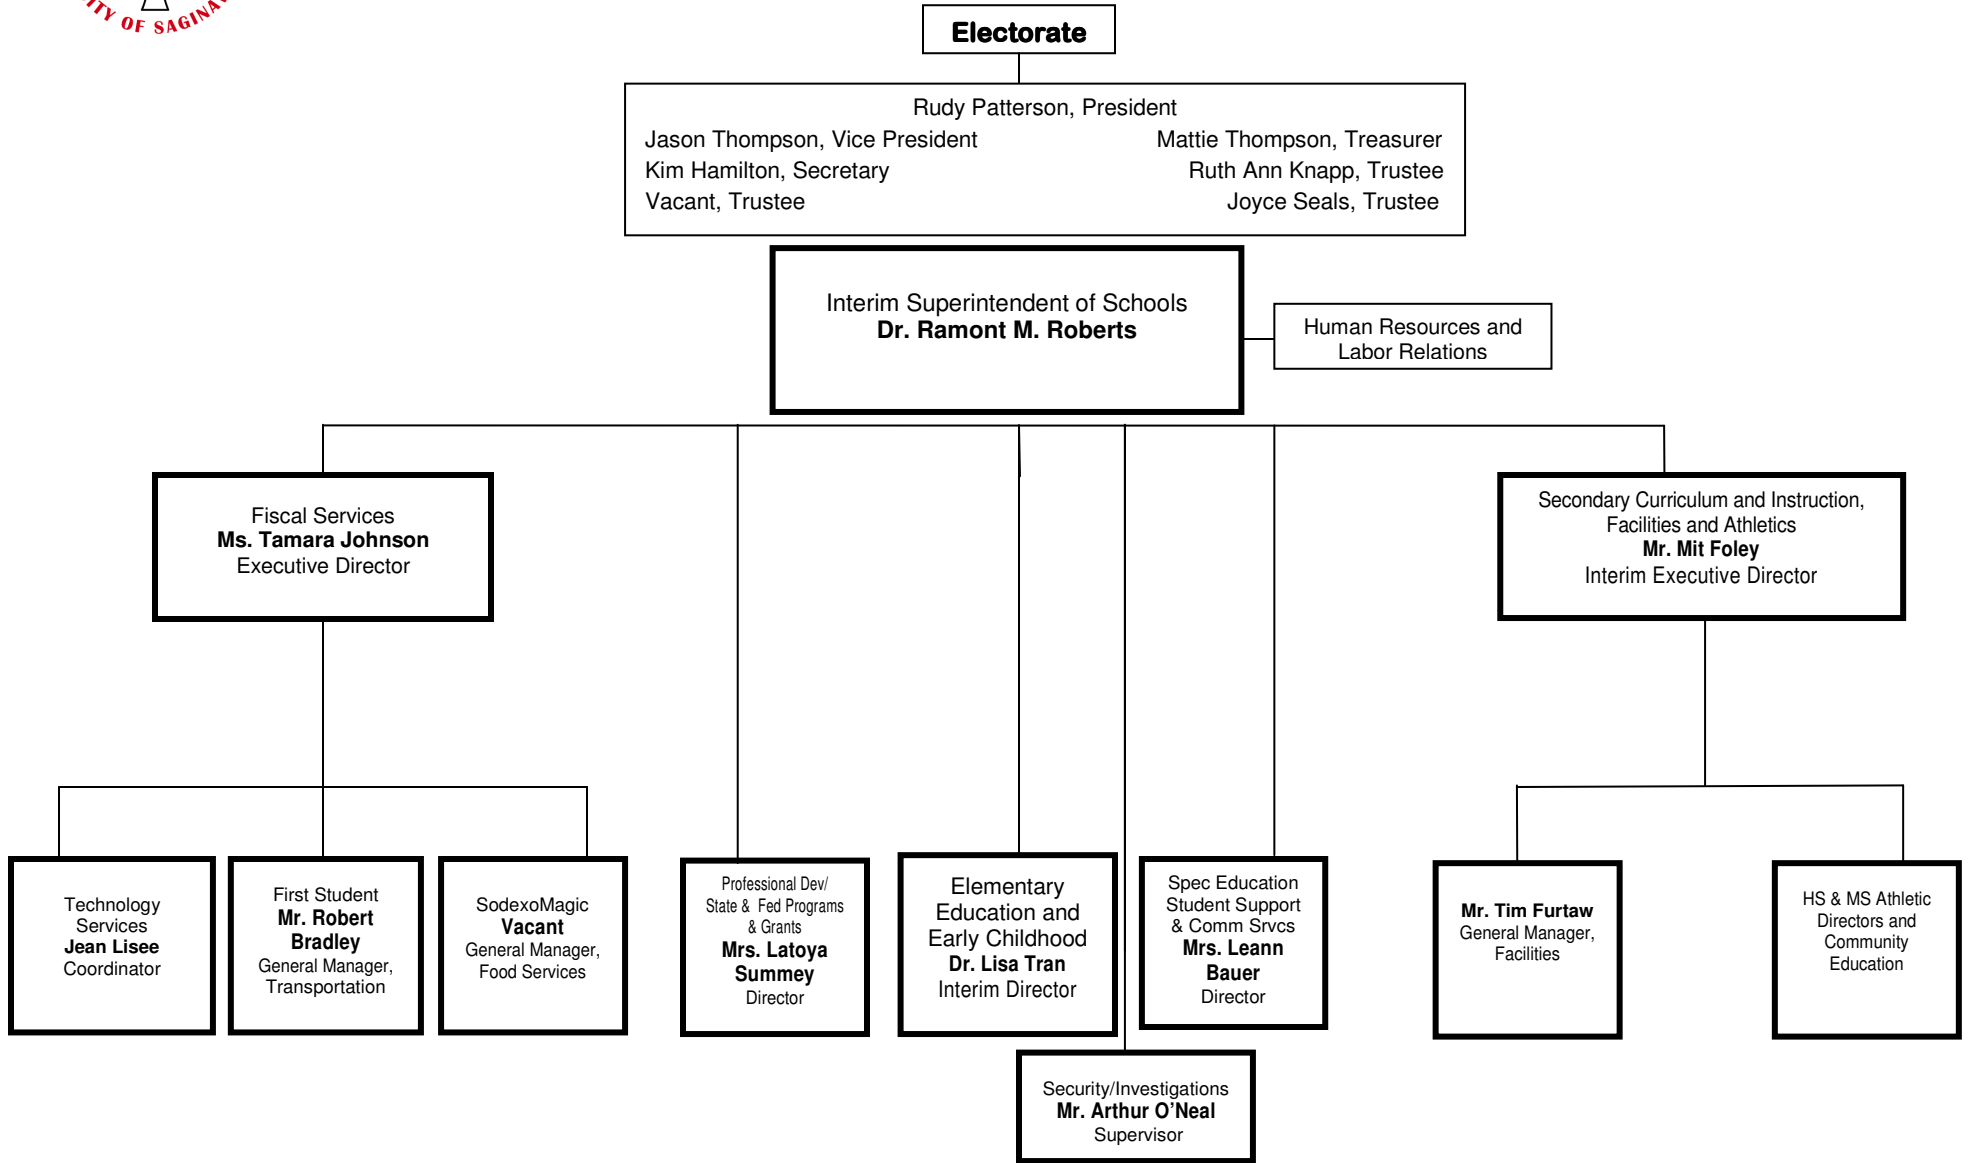 ITY OF SAGINA
Electorate
Rudy Patterson, President
Jason Thompson, Vice President
Mattie Thompson, Treasurer
Kim Hamilton, Secretary
Ruth Ann Knapp, Trustee
Vacant, Trustee
Joyce Seals, Trustee
Interim Superintendent of Schools
Dr. Ramont M. Roberts
Human Resources and
Labor Relations
Fiscal Services
Ms. Tamara Johnson
Executive Director
Secondary Curriculum and Instruction,
Facilities and Athletics
Mr. Mit Foley
Interim Executive Director
Technology
Services
Jean Lisee
Coordinator
First Student
Mr. Robert
Bradley
General Manager,
Transportation
SodexoMagic
Vacant
General Manager,
Food Services
Professional Dev/
State & Fed Programs
& Grants
Mrs. Latoya
Summey
Director
Elementary
Education and
Early Childhood
Dr. Lisa Tran
Interim Director
Spec Education
Student Support
& Comm Srvcs
Mrs. Leann
Bauer
Director
Mr. Tim Furtaw
General Manager,
Facilities
HS & MS Athletic
Directors and
Community
Education
Security/Investigations
Mr. Arthur O’Neal
Supervisor